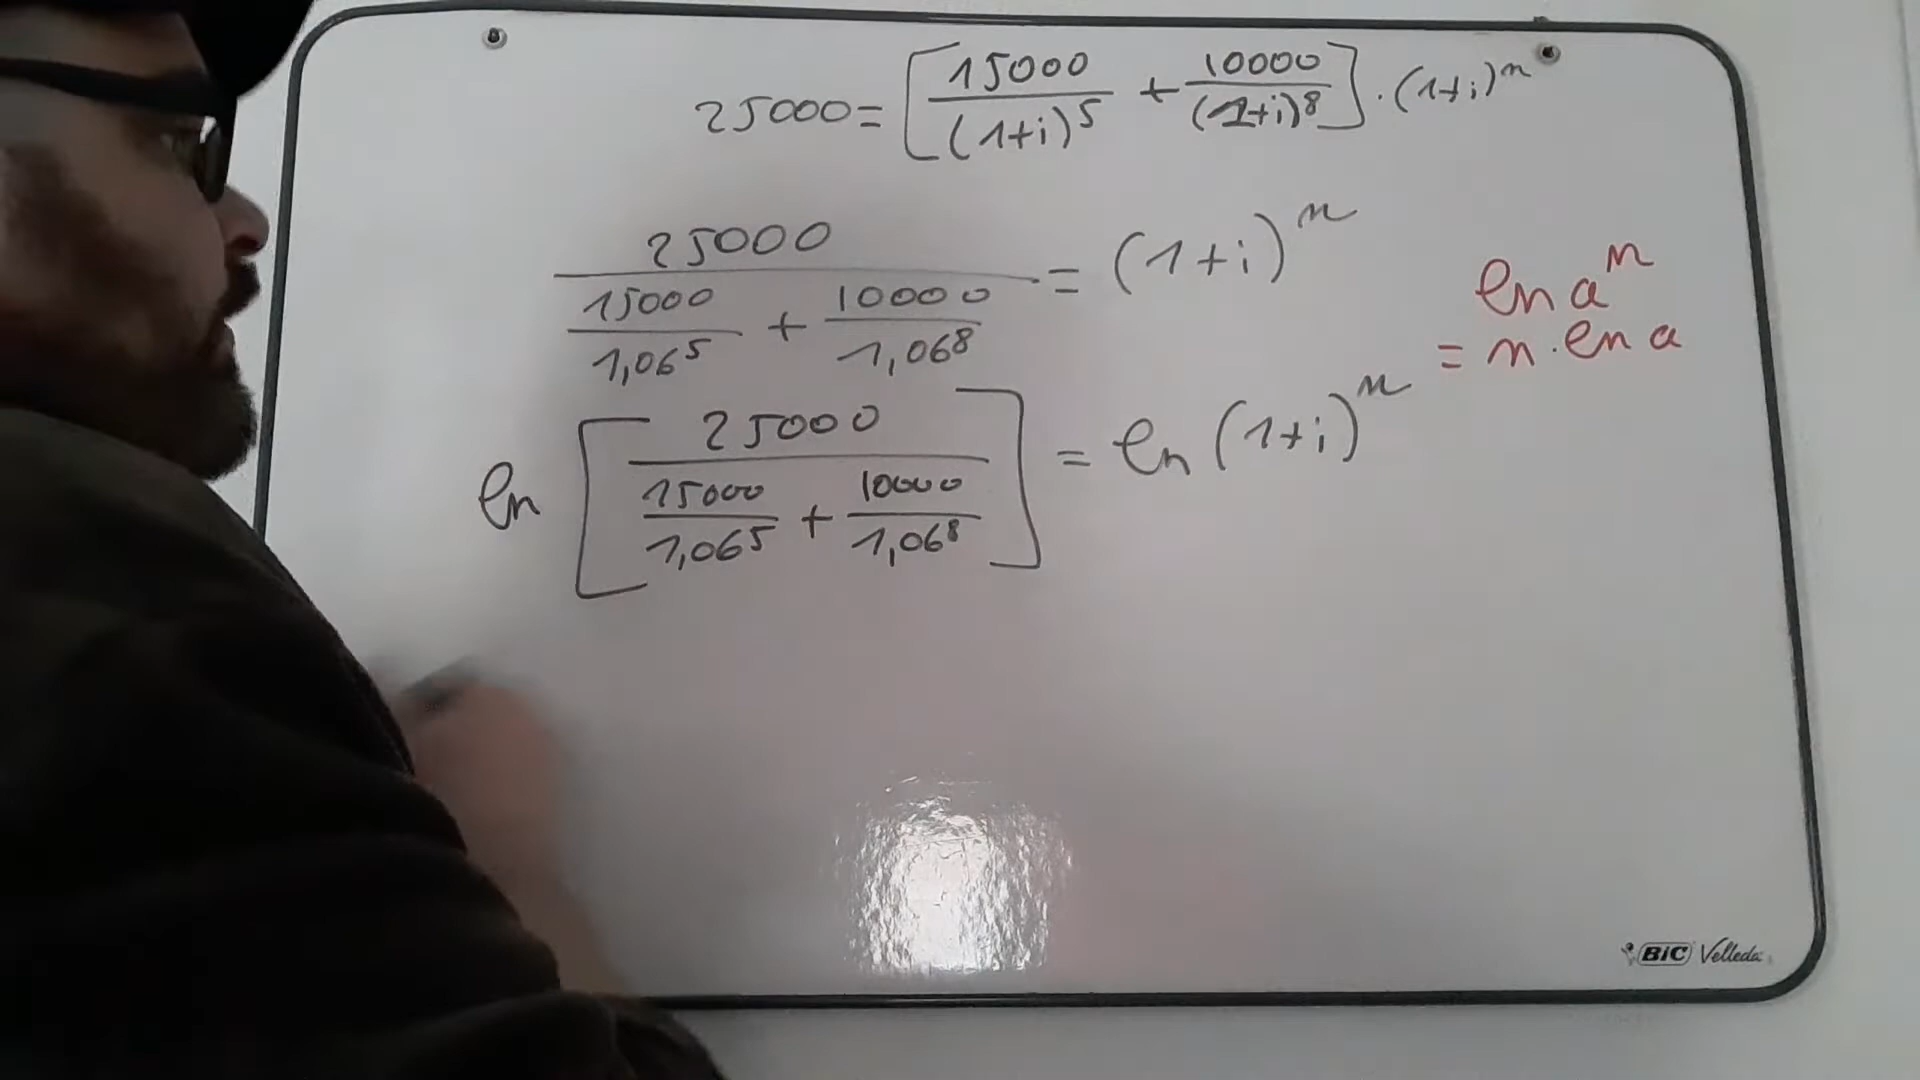 25000 = [15000/(1+i)^5 + 10000/(1+i)^8] . (1+i)^n
25000/(15000/1,06^5 + 10000/1,06^8) = (1+i)^n
ln a^n
= n . ln a
ln [25000/(15000/1,06^5 + 10000/1,06^8)] = ln (1+i)^n
BIC Velleda